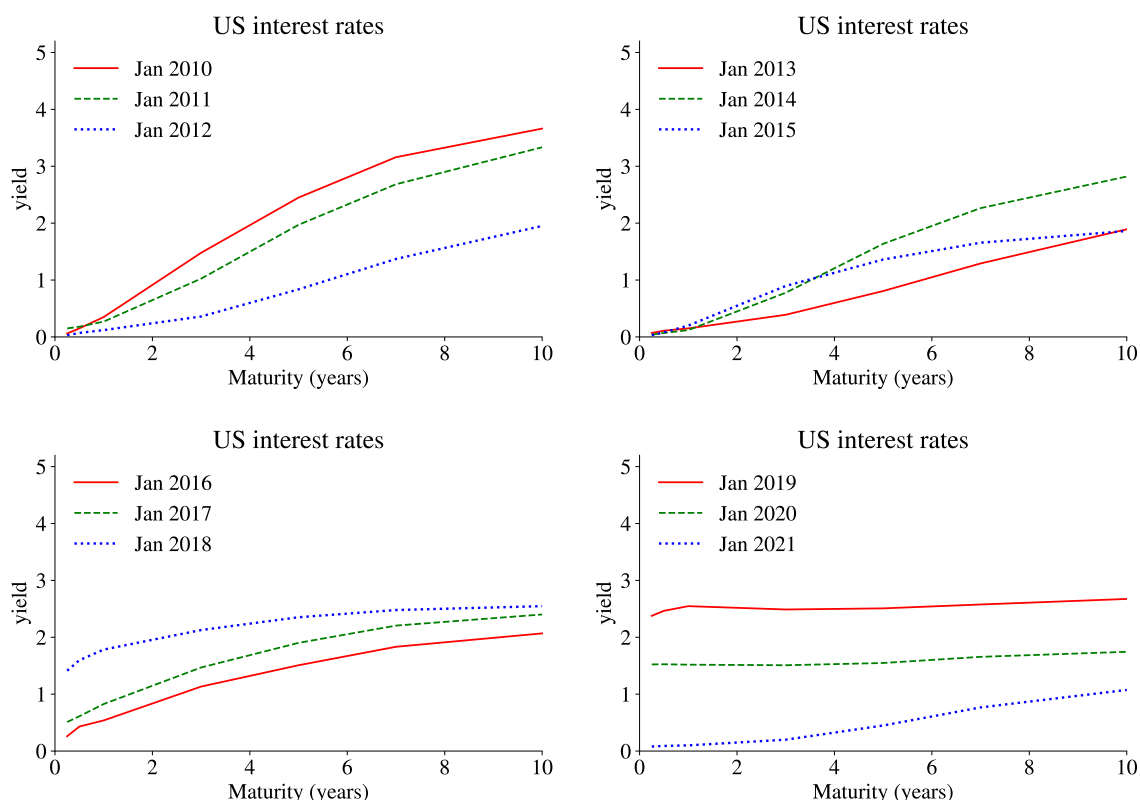 US interest rates
5
4
3
2
1
0
yield
Jan 2010
Jan 2011
Jan 2012
0 2 4 6 8 10
Maturity (years)
US interest rates
5
4
3
2
1
0
yield
Jan 2013
Jan 2014
Jan 2015
0 2 4 6 8 10
Maturity (years)
US interest rates
5
4
3
2
1
0
yield
Jan 2016
Jan 2017
Jan 2018
0 2 4 6 8 10
Maturity (years)
US interest rates
5
4
3
2
1
0
yield
Jan 2019
Jan 2020
Jan 2021
0 2 4 6 8 10
Maturity (years)